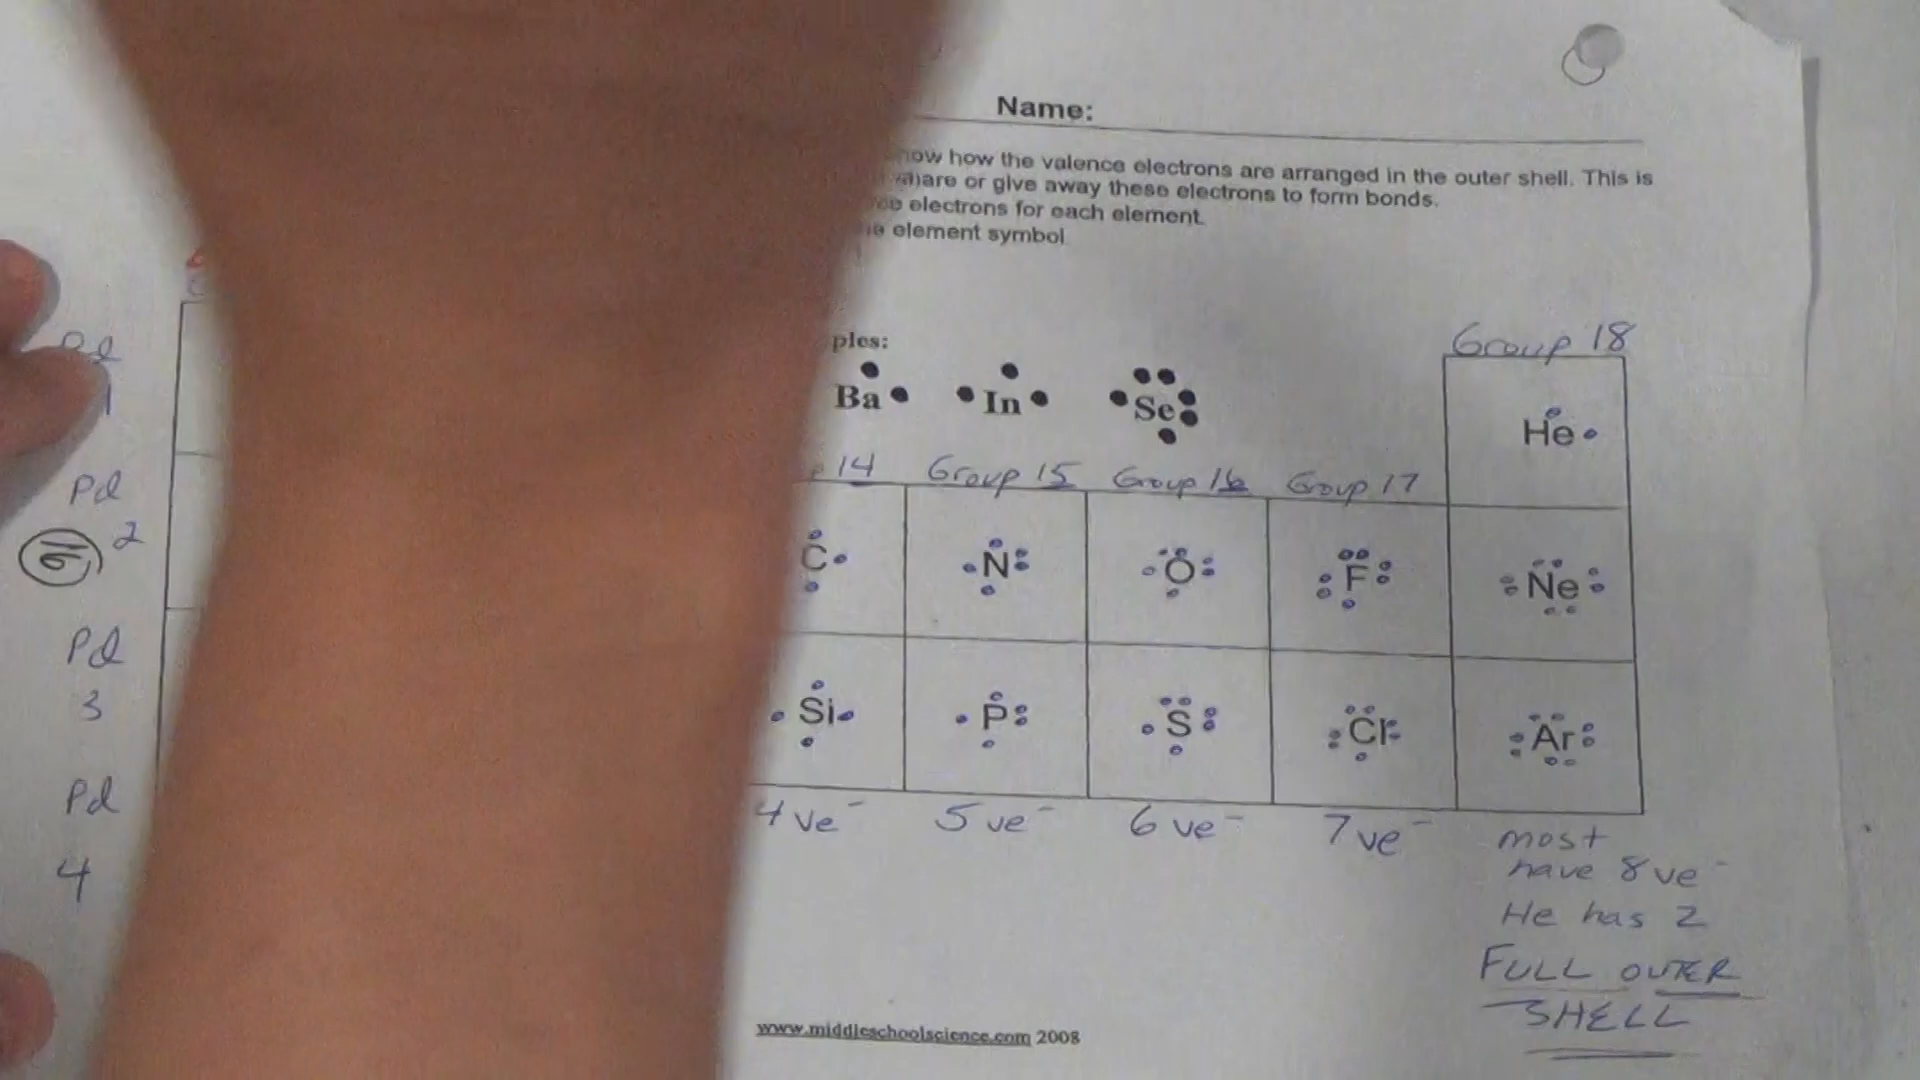 Name:
how how the valence electrons are arranged in the outer shell. This is
share or give away these electrons to form bonds.
electrons for each element.
element symbol
ples:
Group 18
Ba In Se
He
14 Group 15 Group 16 Group 17
Pd
1
Pd
2
C N O F Ne
Pd
3
Si P S Cl Ar
Pd
4
4 ve⁻ 5 ve⁻ 6 ve⁻ 7 ve⁻
most
have 8 ve⁻
He has 2
FULL OUTER
SHELL
www.middleschoolscience.com 2008